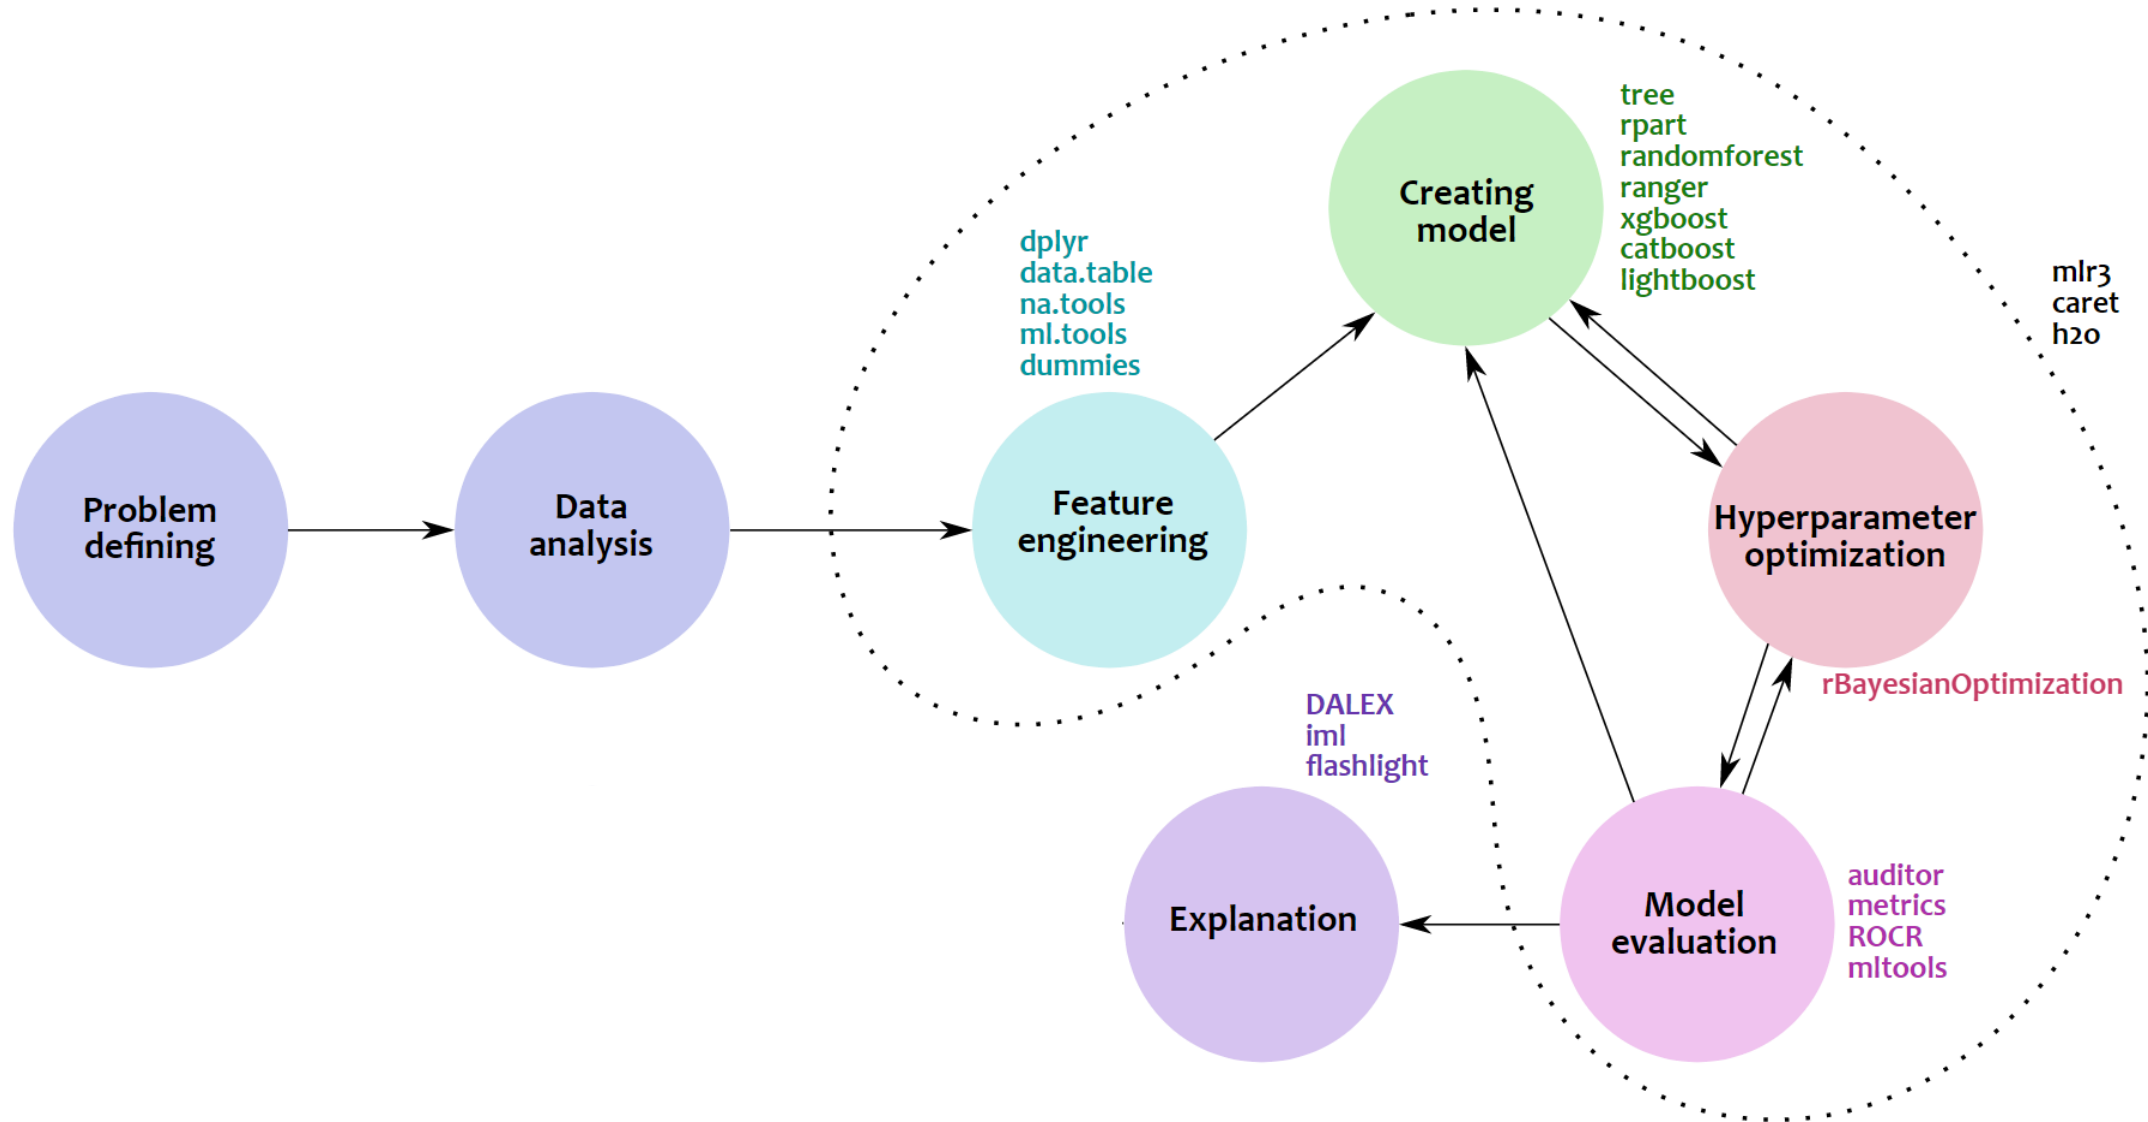 Problem
defining
Data
analysis
dplyr
data.table
na.tools
ml.tools
dummies
Feature
engineering
Creating
model
tree
rpart
randomforest
ranger
xgboost
catboost
lightboost
mlr3
caret
h2o
Hyperparameter
optimization
rBayesianOptimization
DALEX
iml
flashlight
Explanation
Model
evaluation
auditor
metrics
ROCR
mltools